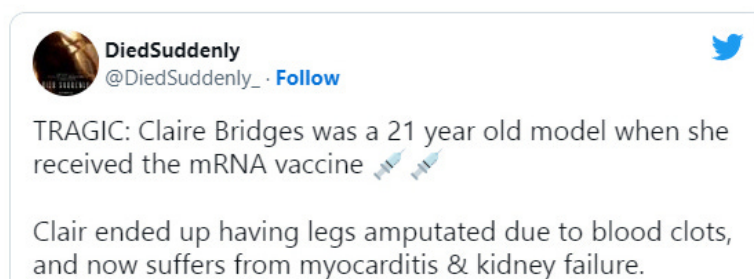 DiedSuddenly
@DiedSuddenly_ · Follow
TRAGIC: Claire Bridges was a 21 year old model when she
received the mRNA vaccine 💉 💉
Clair ended up having legs amputated due to blood clots,
and now suffers from myocarditis & kidney failure.